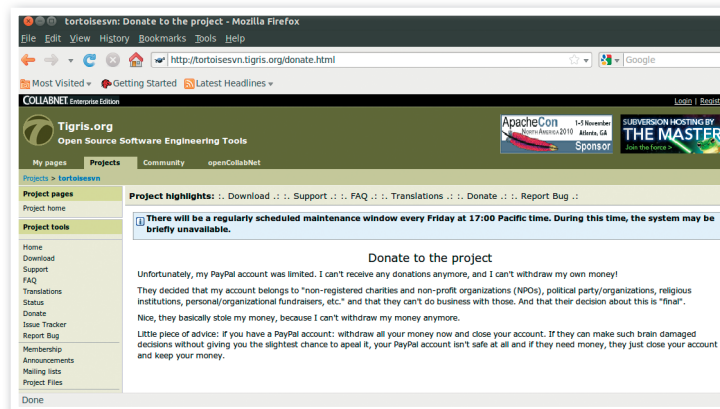 tortoisesvn: Donate to the project - Mozilla Firefox
File Edit View History Bookmarks Tools Help
http://tortoisesvn.tigris.org/donate.html
Google
Most Visited Getting Started Latest Headlines
COLLABNET Enterprise Edition
Login | Regist
Tigris.org
Open Source Software Engineering Tools
ApacheCon 1-5 November
NORTH AMERICA 2010 Atlanta, GA
Sponsor
SUBVERSION HOSTING BY
THE MASTER
Join the force >
My pages Projects Community openCollabNet
Projects > tortoisesvn
Project pages
Project home
Project tools
Home
Download
Support
FAQ
Translations
Status
Donate
Issue Tracker
Report Bug
Membership
Announcements
Mailing lists
Project Files
Project highlights: :. Download .: :. Support .: :. FAQ .: :. Translations .: :. Donate .: :. Report Bug .:
There will be a regularly scheduled maintenance window every Friday at 17:00 Pacific time. During this time, the system may be
briefly unavailable.
Donate to the project
Unfortunately, my PayPal account was limited. I can't receive any donations anymore, and I can't withdraw my own money!
They decided that my account belongs to "non-registered charities and non-profit organizations (NPOs), political party/organizations, religious
institutions, personal/organizational fundraisers, etc." and that they can't do business with those. And that their decision about this is "final".
Nice, they basically stole my money, because I can't withdraw my money anymore.
Little piece of advice: if you have a PayPal account: withdraw all your money now and close your account. If they can make such brain damaged
decisions without giving you the slightest chance to apeal it, your PayPal account isn't safe at all and if they need money, they just close your account
and keep your money.
Done